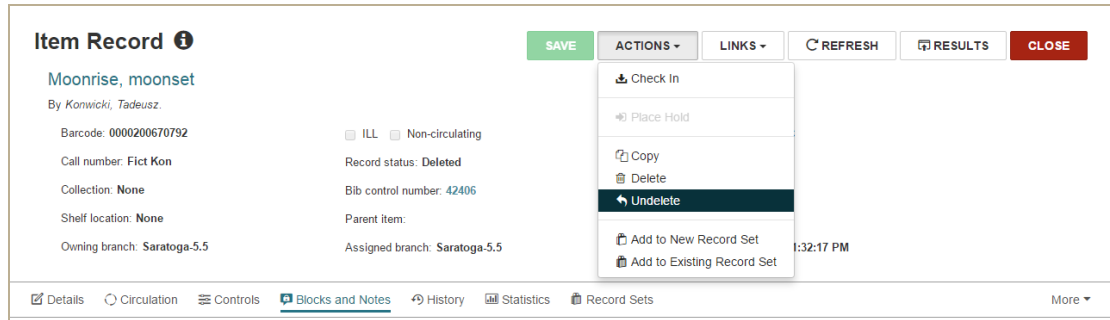 Item Record
SAVE
ACTIONS
LINKS
REFRESH
RESULTS
CLOSE
Moonrise, moonset
By Konwicki, Tadeusz.
Barcode: 0000200670792
ILL
Non-circulating
Call number: Fict Kon
Record status: Deleted
Collection: None
Bib control number: 42406
Shelf location: None
Parent item:
Owning branch: Saratoga-5.5
Assigned branch: Saratoga-5.5
Check In
Place Hold
Copy
Delete
Undelete
Add to New Record Set
Add to Existing Record Set
1:32:17 PM
Details
Circulation
Controls
Blocks and Notes
History
Statistics
Record Sets
More